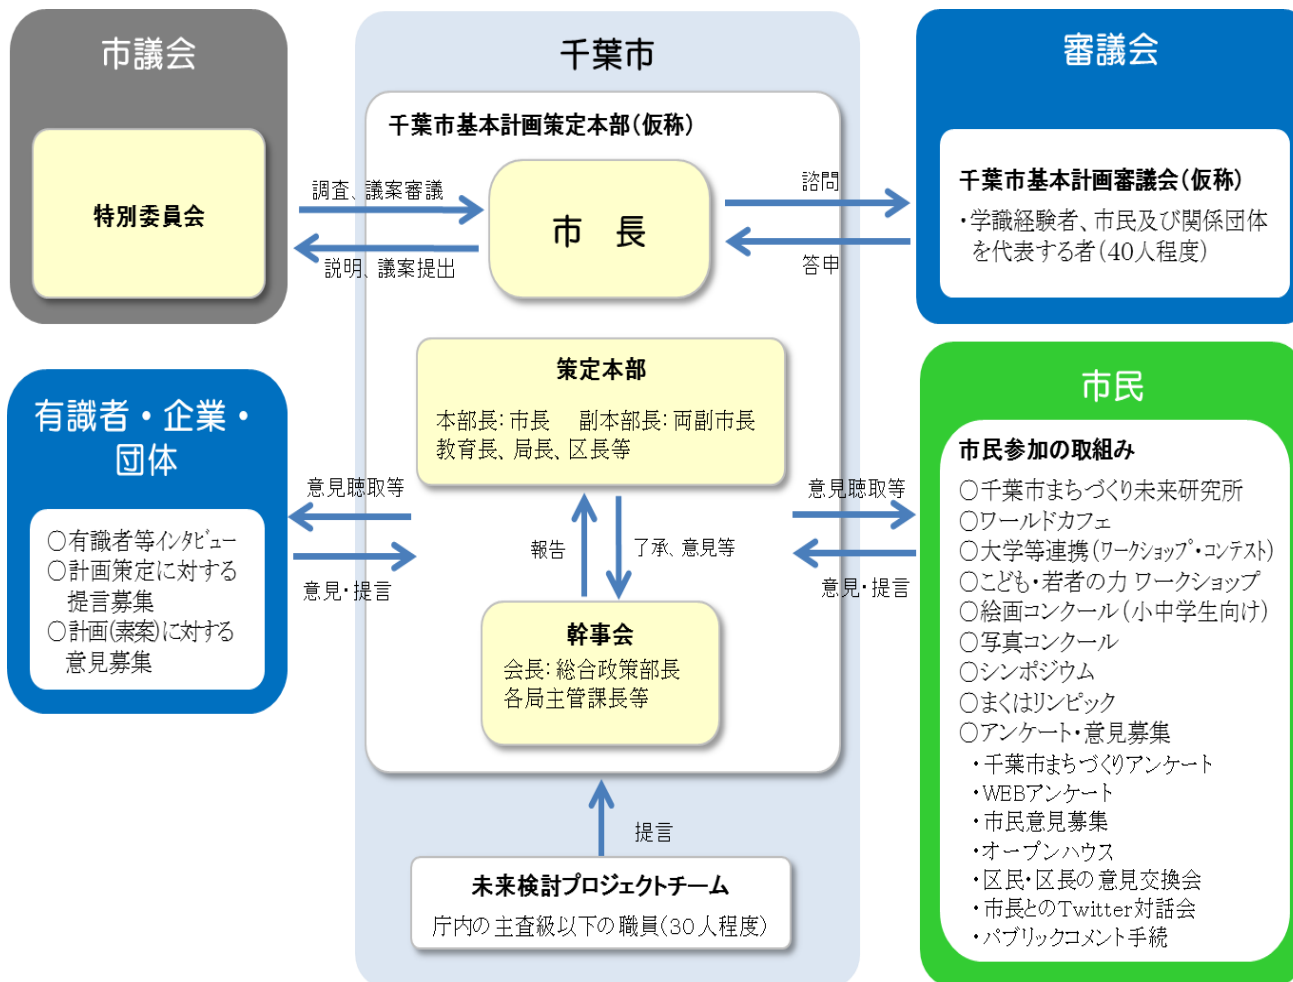 市議会
特別委員会
調査、議案審議
説明、議案提出
千葉市
千葉市基本計画策定本部(仮称)
市 長
諮問
答申
審議会
千葉市基本計画審議会(仮称)
・学識経験者、市民及び関係団体
を代表する者(40人程度)
策定本部
本部長：市長 副本部長：両副市長
教育長、局長、区長等
報告
了承、意見等
幹事会
会長：総合政策部長
各局主管課長等
提言
未来検討プロジェクトチーム
庁内の主査級以下の職員(30人程度)
有識者・企業・
団体
○有識者等インタビュー
○計画策定に対する
提言募集
○計画(素案)に対する
意見募集
意見聴取等
意見・提言
意見聴取等
意見・提言
市民
市民参加の取組み
○千葉市まちづくり未来研究所
○ワールドカフェ
○大学等連携(ワークショップ・コンテスト)
○こども・若者の力 ワークショップ
○絵画コンクール(小中学生向け)
○写真コンクール
○シンポジウム
○まくはリンピック
○アンケート・意見募集
・千葉市まちづくりアンケート
・WEBアンケート
・市民意見募集
・オープンハウス
・区民・区長の意見交換会
・市長とのTwitter対話会
・パブリックコメント手続